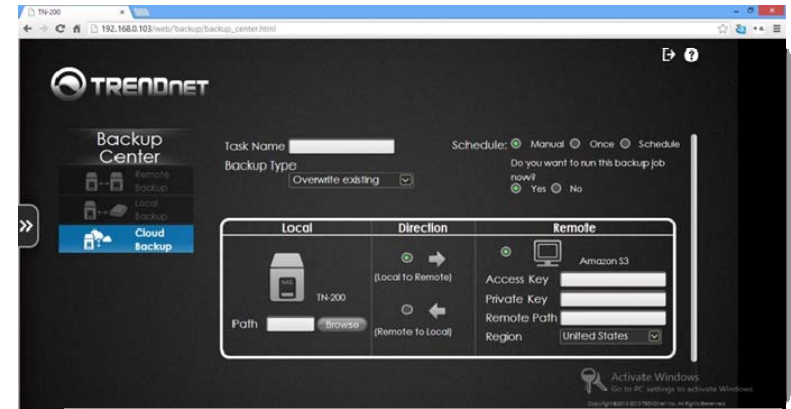 TN-200
192.168.0.103/web/backup/backup_center.html
TRENDNET
Backup
Center
Remote
Backup
Local
Backup
Cloud
Backup
Task Name
Backup Type
Overwrite existing
Schedule: Manual Once Schedule
Do you want to run this backup job
now?
Yes No
Local Direction Remote
TN-200
Path Browse
(Local to Remote)
(Remote to Local)
Amazon S3
Access Key
Private Key
Remote Path
Region United States
Activate Windows
Go to PC settings to activate Windows.